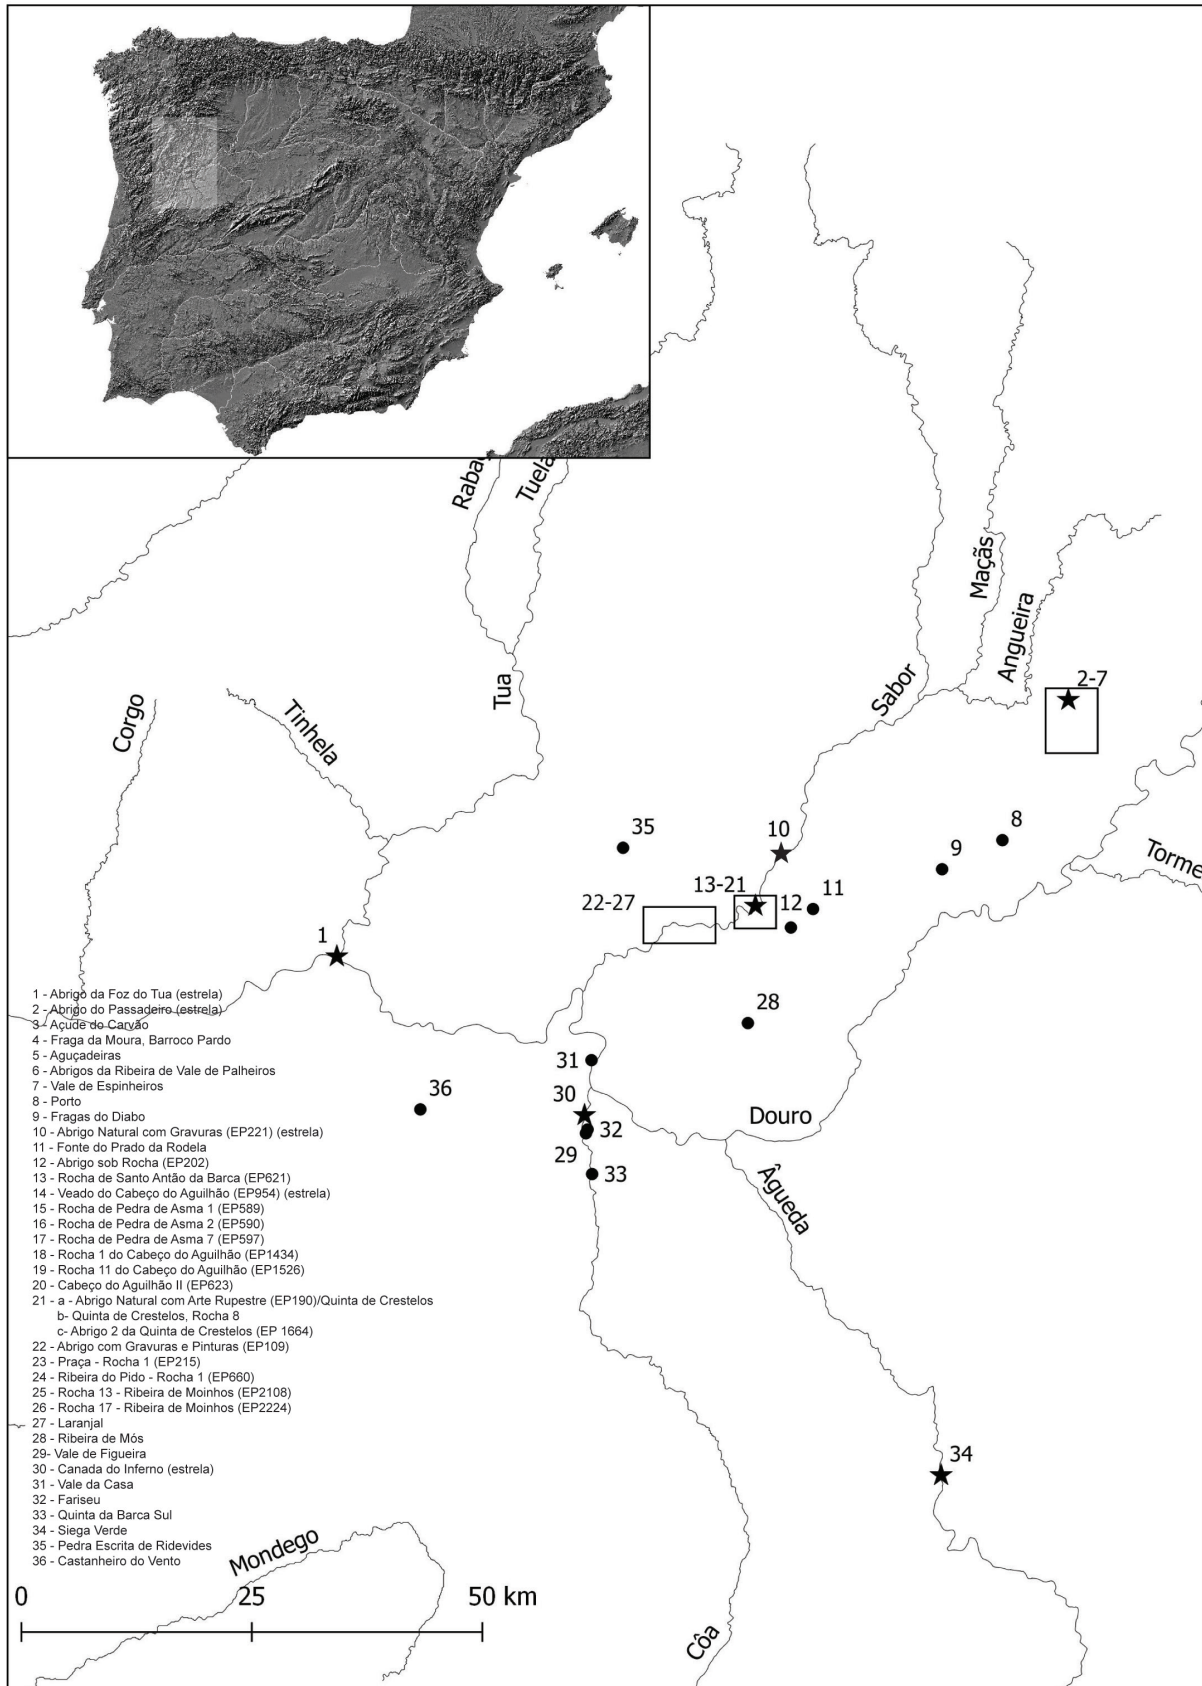 Rabaç
Tuela
Maçãs
Angueira
Sabor
2-7
Tua
Corgo
Tinhela
8
35
10
9
Torme
13-21
11
22-27
12
1
28
31
36
30
Douro
32
29
33
Âgueda
1 - Abrigo da Foz do Tua (estrela)
2 - Abrigo do Passadeiro (estrela)
3 - Açude do Carvão
4 - Fraga da Moura, Barroco Pardo
5 - Aguçadeiras
6 - Abrigos da Ribeira de Vale de Palheiros
7 - Vale de Espinheiros
8 - Porto
9 - Fragas do Diabo
10 - Abrigo Natural com Gravuras (EP221) (estrela)
11 - Fonte do Prado da Rodela
12 - Abrigo sob Rocha (EP202)
13 - Rocha de Santo Antão da Barca (EP621)
14 - Veado do Cabeço do Aguilhão (EP954) (estrela)
15 - Rocha de Pedra de Asma 1 (EP589)
16 - Rocha de Pedra de Asma 2 (EP590)
17 - Rocha de Pedra de Asma 7 (EP597)
18 - Rocha 1 do Cabeço do Aguilhão (EP1434)
19 - Rocha 11 do Cabeço do Aguilhão (EP1526)
20 - Cabeço do Aguilhão II (EP623)
21 - a - Abrigo Natural com Arte Rupestre (EP190)/Quinta de Crestelos
b- Quinta de Crestelos, Rocha 8
c- Abrigo 2 da Quinta de Crestelos (EP 1664)
22 - Abrigo com Gravuras e Pinturas (EP109)
23 - Praça - Rocha 1 (EP215)
24 - Ribeira do Pido - Rocha 1 (EP660)
25 - Rocha 13 - Ribeira de Moinhos (EP2108)
26 - Rocha 17 - Ribeira de Moinhos (EP2224)
27 - Laranjal
28 - Ribeira de Mós
29- Vale de Figueira
30 - Canada do Inferno (estrela)
31 - Vale da Casa
32 - Fariseu
33 - Quinta da Barca Sul
34 - Siega Verde
35 - Pedra Escrita de Ridevides
36 - Castanheiro do Vento
34
Mondego
0 25 50 km
Côa